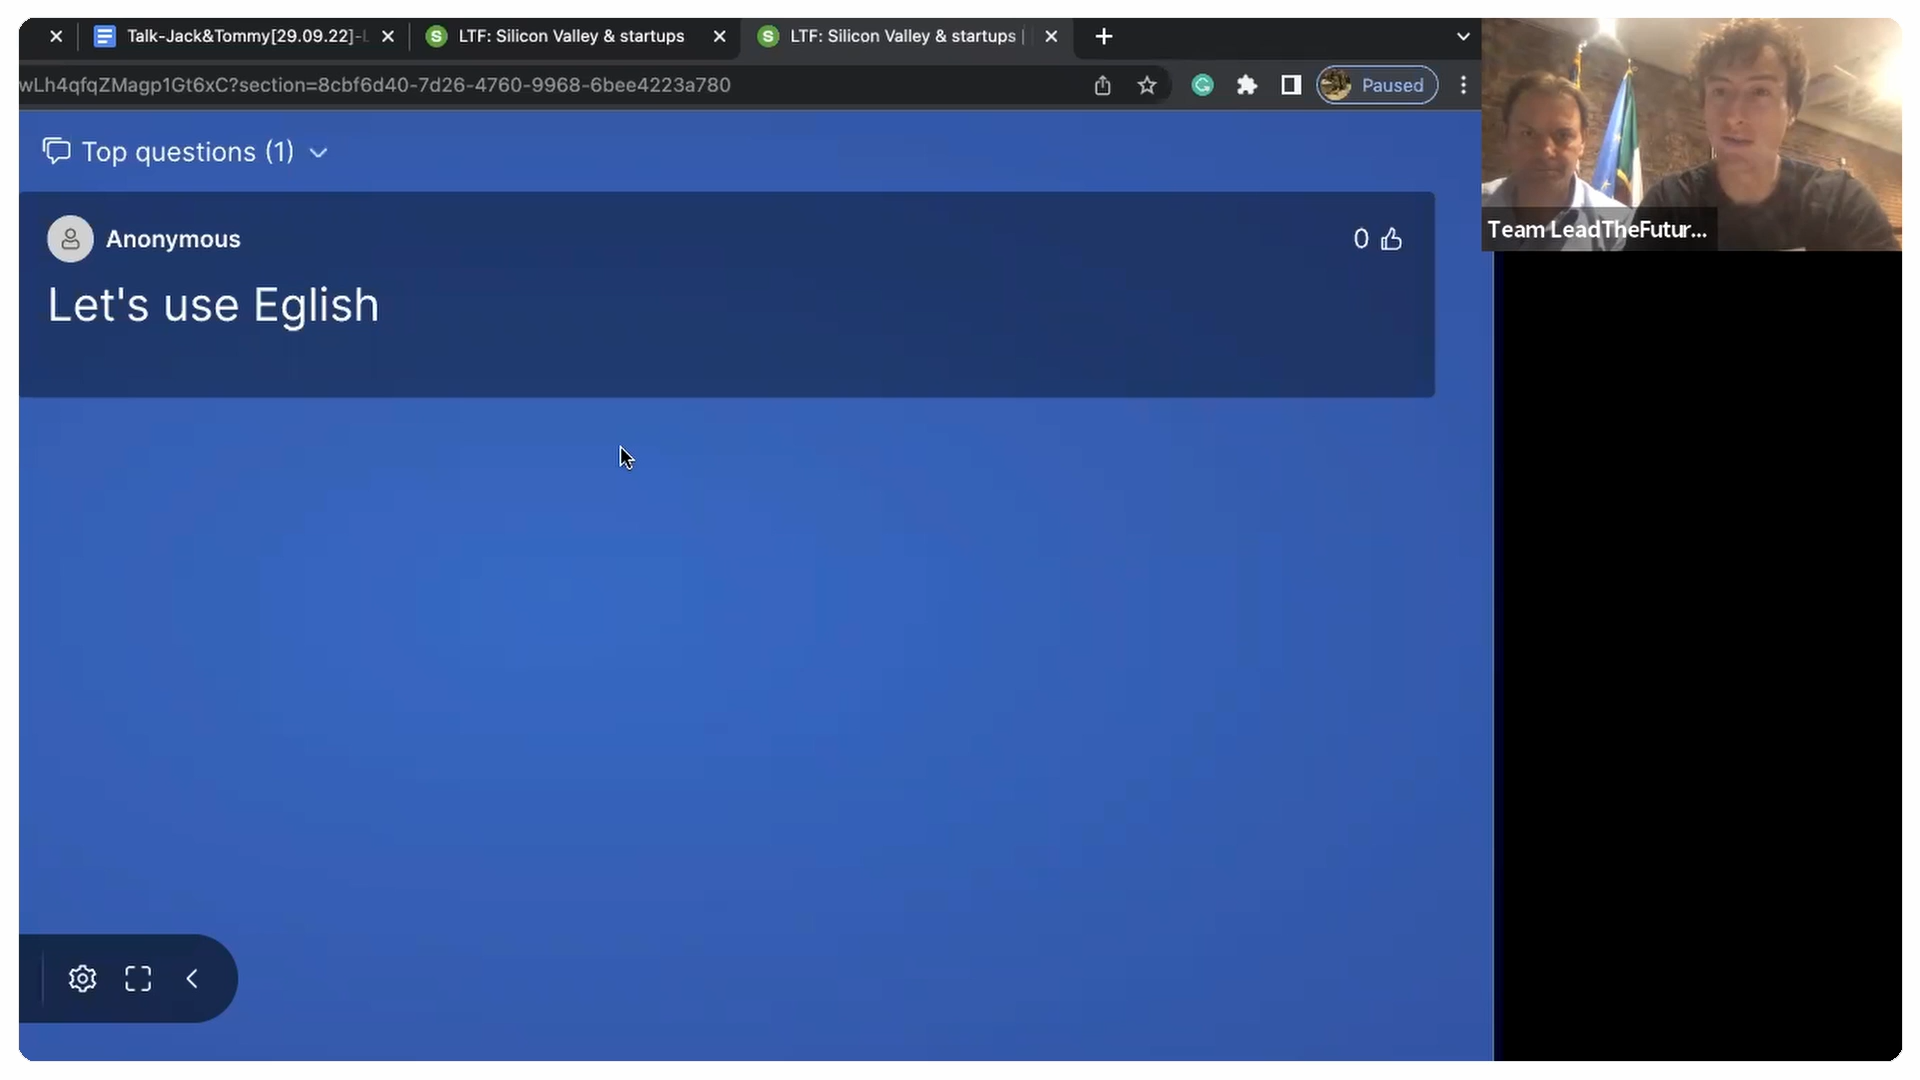 Talk-Jack&Tommy[29.09.22]-L
LTF: Silicon Valley & startups
LTF: Silicon Valley & startups |
wLh4qfqZMagp1Gt6xC?section=8cbf6d40-7d26-4760-9968-6bee4223a780
Paused
Top questions (1)
Anonymous
0
Let's use Eglish
Team LeadTheFutur...